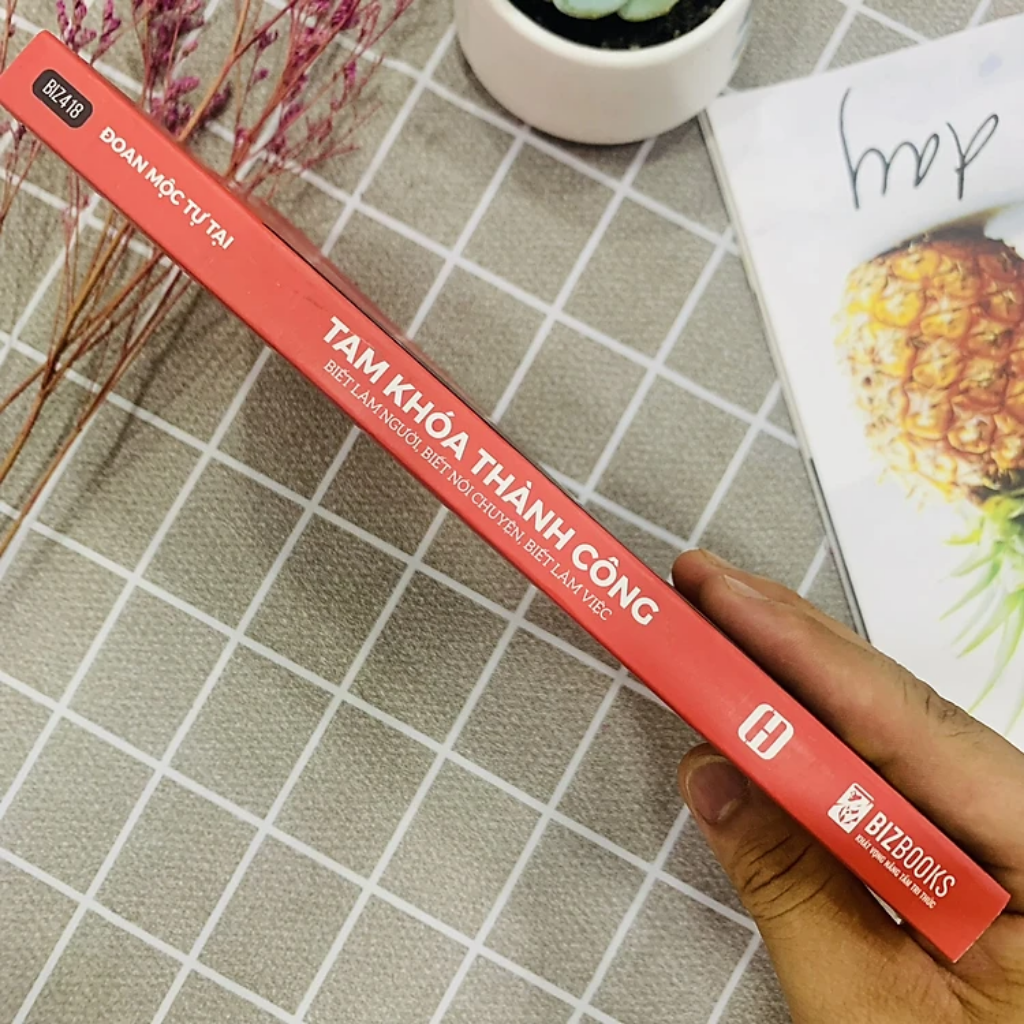 BIZ418
ĐOAN MỘC TỰ TẠI
TAM KHÓA THÀNH CÔNG
BIẾT LÀM NGƯỜI, BIẾT NÓI CHUYỆN, BIẾT LÀM VIỆC
H
BIZBOOKS
KHÁT VỌNG NÂNG TẦM TRI THỨC
day